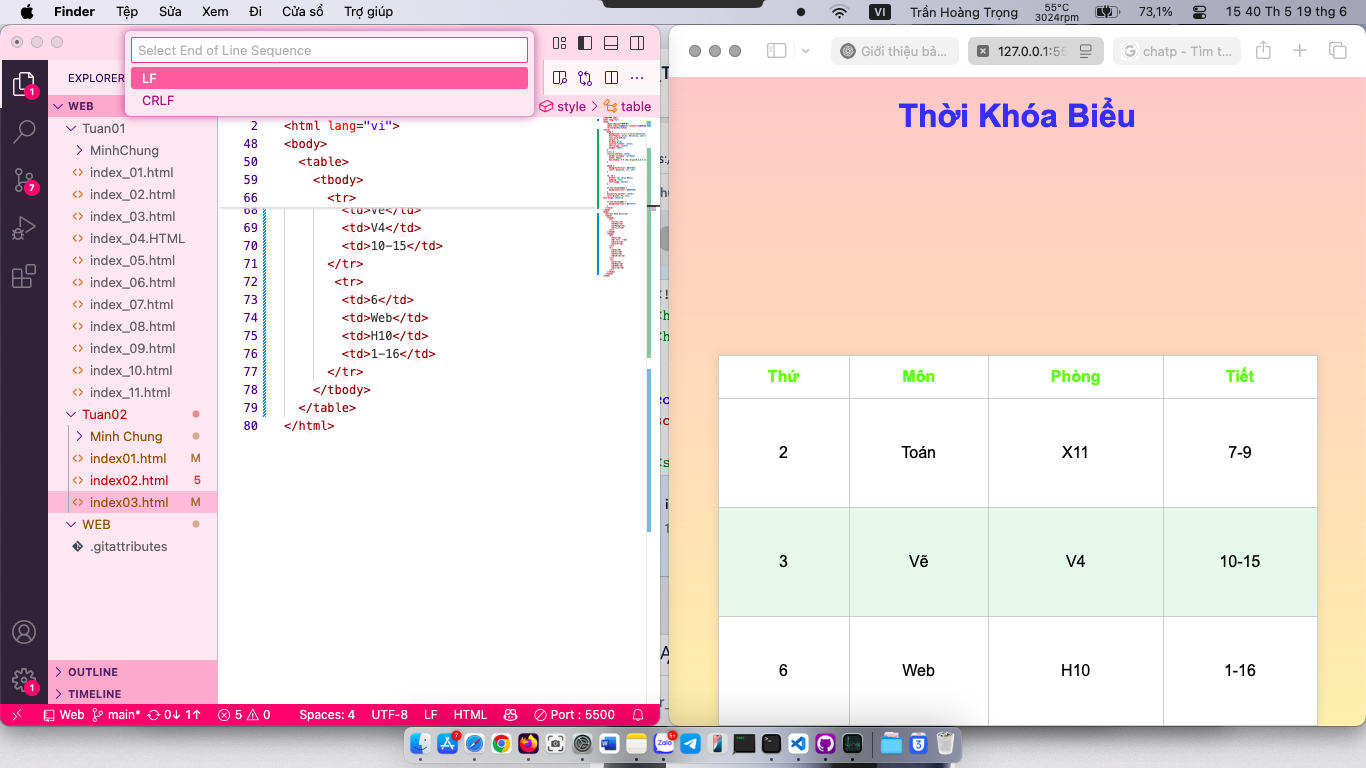 Finder Tệp Sửa Xem Đi Cửa sổ Trợ giúp VI Trần Hoàng Trọng 55°C 3024rpm 73,1% 15 40 Th 5 19 thg 6
Select End of Line Sequence
LF
CRLF
EXPLORER
WEB
Tuan01
MinhChung
index_01.html
index_02.html
index_03.html
index_04.HTML
index_05.html
index_06.html
index_07.html
index_08.html
index_09.html
index_10.html
index_11.html
Tuan02
Minh Chung
index01.html M
index02.html 5
index03.html M
WEB
.gitattributes
OUTLINE
TIMELINE
1
7
1
style > table
2 <html lang="vi">
48 <body>
50 <table>
59 <tbody>
66 <tr>
68 <td>Vẽ</td>
69 <td>V4</td>
70 <td>10-15</td>
71 </tr>
72 <tr>
73 <td>6</td>
74 <td>Web</td>
75 <td>H10</td>
76 <td>1-16</td>
77 </tr>
78 </tbody>
79 </table>
80 </html>
Web main* 0↓ 1↑ 5 0 Spaces: 4 UTF-8 LF HTML Port : 5500
Giới thiệu bả... 127.0.0.1:55 chatp - Tìm t...
Thời Khóa Biểu
Thứ Môn Phòng Tiết
2 Toán X11 7-9
3 Vẽ V4 10-15
6 Web H10 1-16
7
Zalo
3